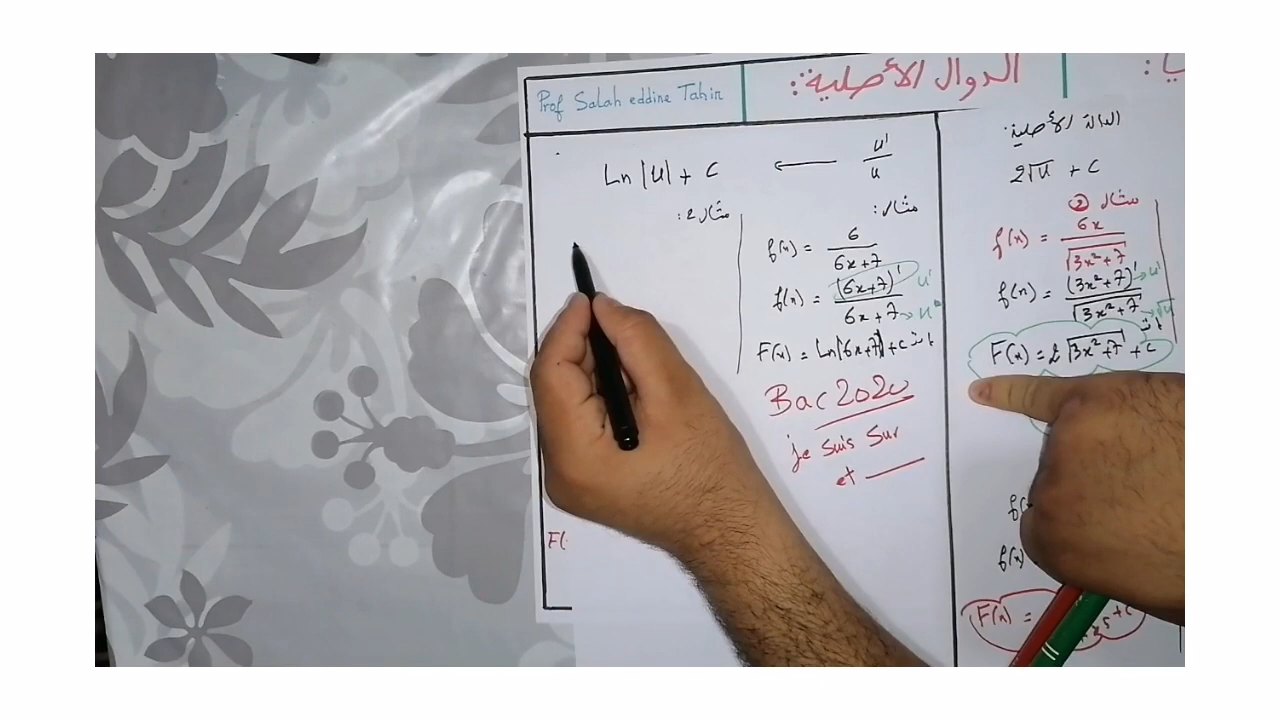 الدوال الأصلية:
Prof Salah eddine Tahir
الدالة الأصلية:
2√u + C
مثال 2
f(x) = 6x / √3x²+7
f(x) = (3x²+7)' / √3x²+7
u'
√u
F(x) = 2√3x²+7 + C
ثابت
f(x)
F(x) =
u'/u ⟵ Ln|u| + C
مثال:
f(x) = 6 / 6x+7
f(x) = (6x+7)' / 6x+7
u'
u
F(x) = Ln|6x+7| + C
Bac 2020
je suis sur
et
مثال 2:
F(